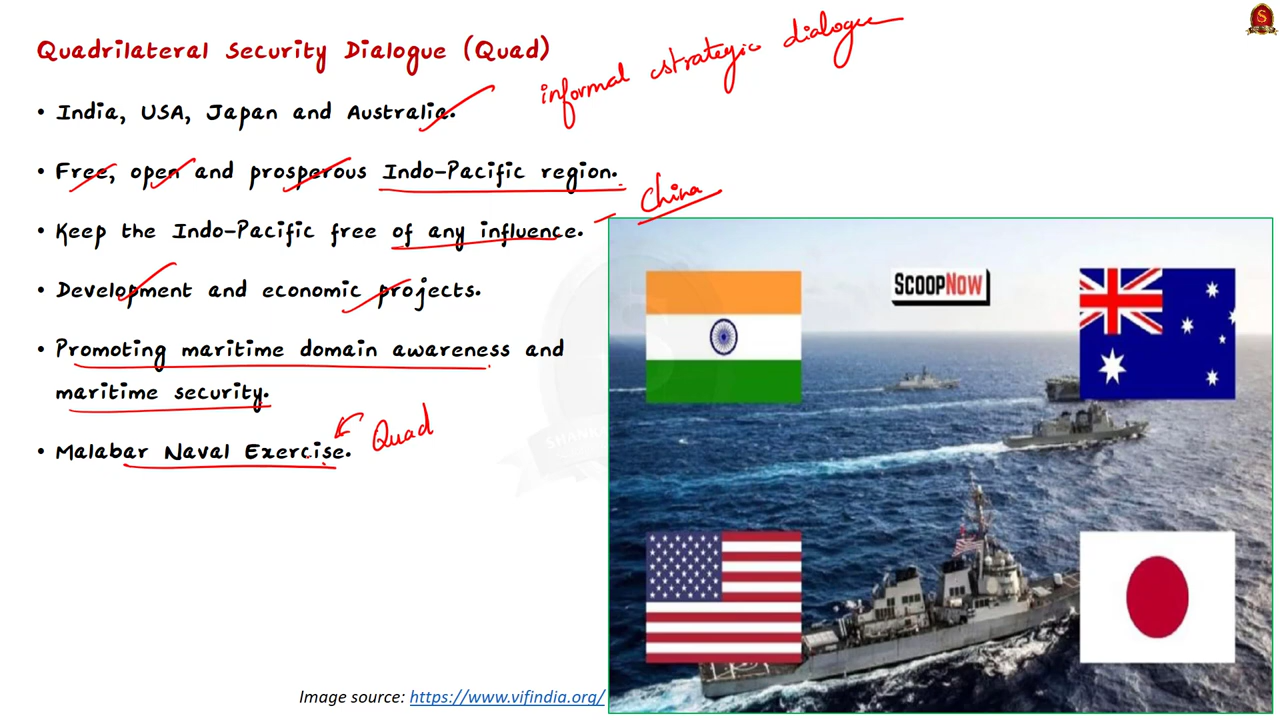 Quadrilateral Security Dialogue (Quad)
informal strategic dialogue
• India, USA, Japan and Australia.
• Free, open and prosperous Indo-Pacific region.
China
• Keep the Indo-Pacific free of any influence. –
• Development and economic projects.
• Promoting maritime domain awareness and
maritime security.
• Malabar Naval Exercise.
Quad
SCOOPNOW
SHANK
Image source: https://www.vifindia.org/
S